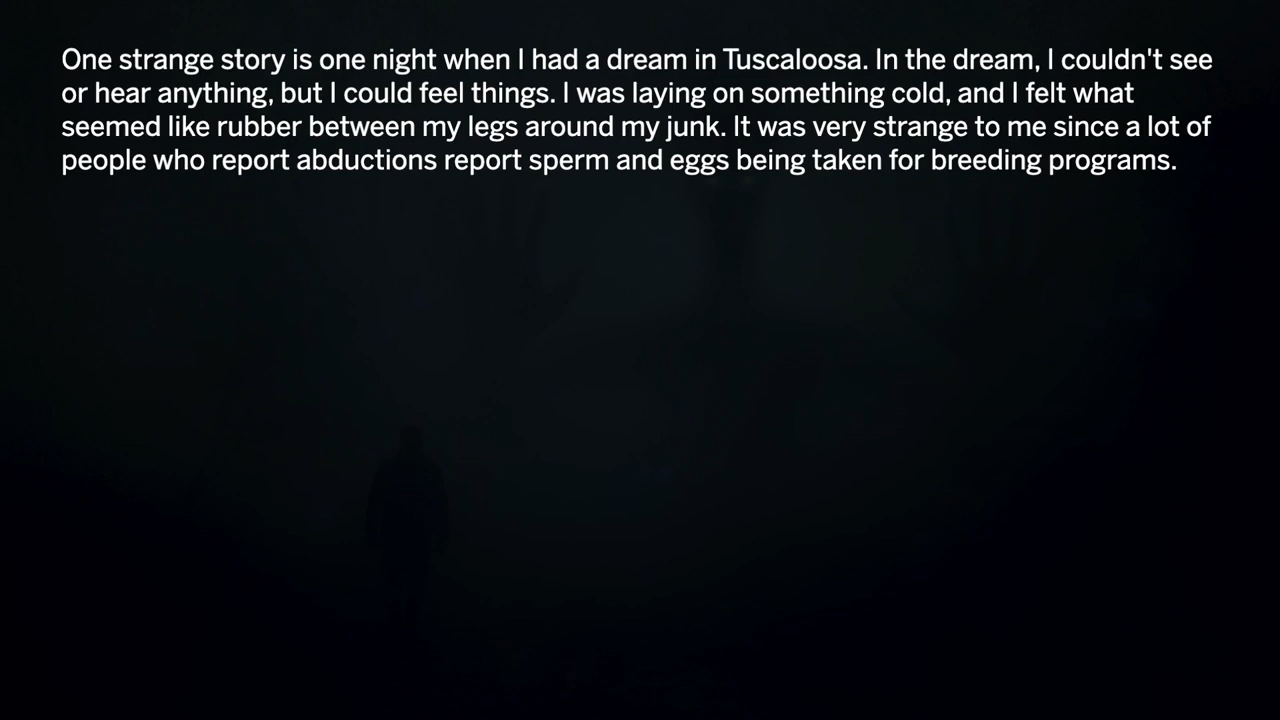 One strange story is one night when I had a dream in Tuscaloosa. In the dream, I couldn't see
or hear anything, but I could feel things. I was laying on something cold, and I felt what
seemed like rubber between my legs around my junk. It was very strange to me since a lot of
people who report abductions report sperm and eggs being taken for breeding programs.